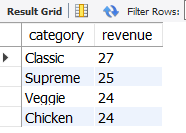 Result Grid Filter Rows:
category revenue
Classic 27
Supreme 25
Veggie 24
Chicken 24